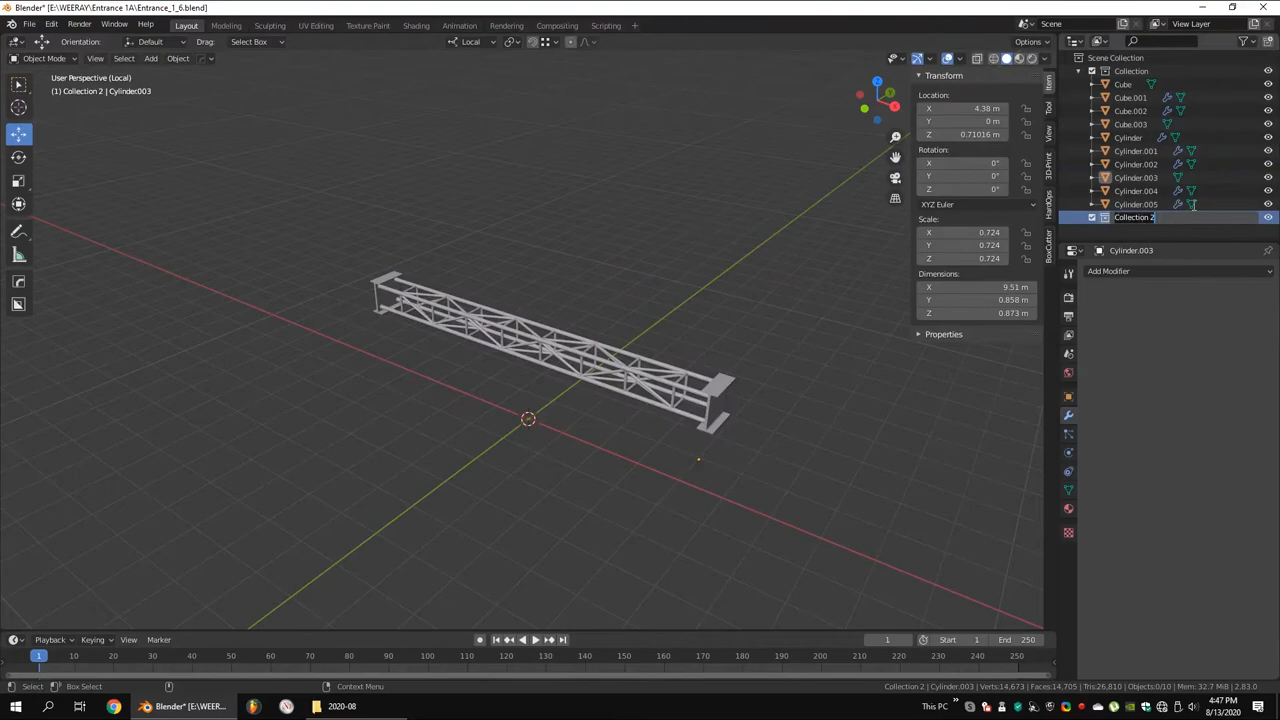 Blender* [E:\WEERAY\Entrance 1A\Entrance_1_6.blend]
File Edit Render Window Help Layout Modeling Sculpting UV Editing Texture Paint Shading Animation Rendering Compositing Scripting + Scene View Layer
Orientation: Default Drag: Select Box Local Options
Object Mode View Select Add Object
User Perspective (Local)
(1) Collection 2 | Cylinder.003
Z
Y
X
Transform
Location:
X 4.38 m
Y 0 m
Z 0.71016 m
Rotation:
X 0°
Y 0°
Z 0°
XYZ Euler
Scale:
X 0.724
Y 0.724
Z 0.724
Dimensions:
X 9.51 m
Y 0.858 m
Z 0.873 m
Properties
Item
Tool
View
3D-Print
HardOps
BoxCutter
Scene Collection
Collection
Cube
Cube.001
Cube.002
Cube.003
Cylinder
Cylinder.001
Cylinder.002
Cylinder.003
Cylinder.004
Cylinder.005
Collection 2
Cylinder.003
Add Modifier
Playback Keying View Marker 1 Start 1 End 250
1 10 20 30 40 50 60 70 80 90 100 110 120 130 140 150 160 170 180 190 200 210 220 230 240 250
Select Box Select Context Menu Collection 2 | Cylinder.003 | Verts:14,673 | Faces:14,705 | Tris:26,810 | Objects:0/10 | Mem: 32.7 MiB | 2.83.0
Blender* [E:\WEER... 2020-08 This PC 4:47 PM
8/13/2020